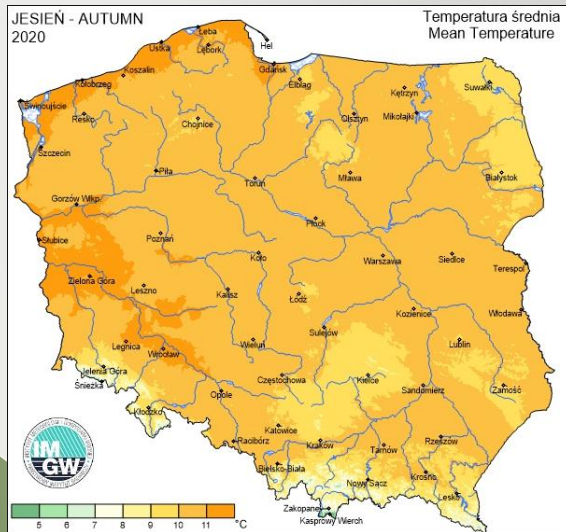 JESIEŃ - AUTUMN
2020
Temperatura średnia
Mean Temperature
Łeba
Hel
Ustka
Lębork
Koszalin
Gdańsk
Kołobrzeg
Elbląg
Kętrzyn
Suwałki
Świnoujście
Resko
Chojnice
Olsztyn
Mikołajki
Szczecin
Piła
Mława
Białystok
Toruń
Gorzów Wlkp.
Płock
Słubice
Poznań
Koło
Warszawa
Siedlce
Terespol
Zielona Góra
Leszno
Kalisz
Łódź
Kozienice
Włodawa
Sulejów
Legnica
Wrocław
Wieluń
Lublin
Jelenia Góra
Śnieżka
Częstochowa
Kielce
Opole
Sandomierz
Zamość
Kłodzko
Katowice
Racibórz
Kraków
Tarnów
Rzeszów
Bielsko-Biała
Nowy Sącz
Krosno
Lesko
Zakopane
Kasprowy Wierch
IM
GW
5 6 7 8 9 10 11 °C